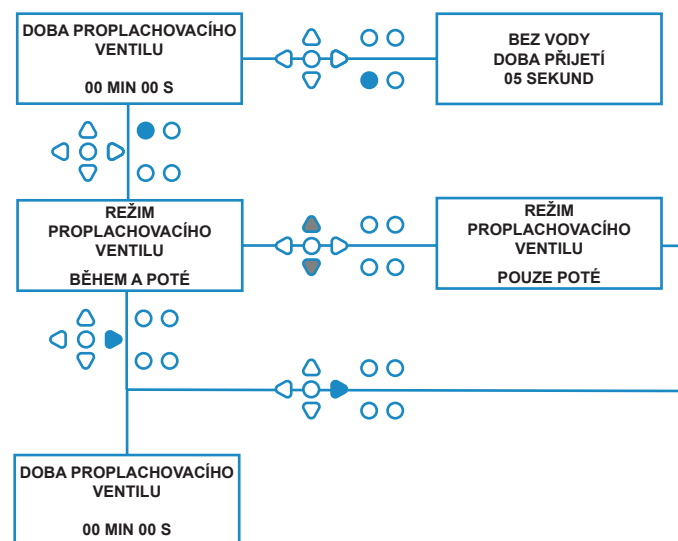 DOBA PROPLACHOVACÍHO
VENTILU
00 MIN 00 S
BEZ VODY
DOBA PŘIJETÍ
05 SEKUND
REŽIM
PROPLACHOVACÍHO
VENTILU
BĚHEM A POTÉ
REŽIM
PROPLACHOVACÍHO
VENTILU
POUZE POTÉ
DOBA PROPLACHOVACÍHO
VENTILU
00 MIN 00 S